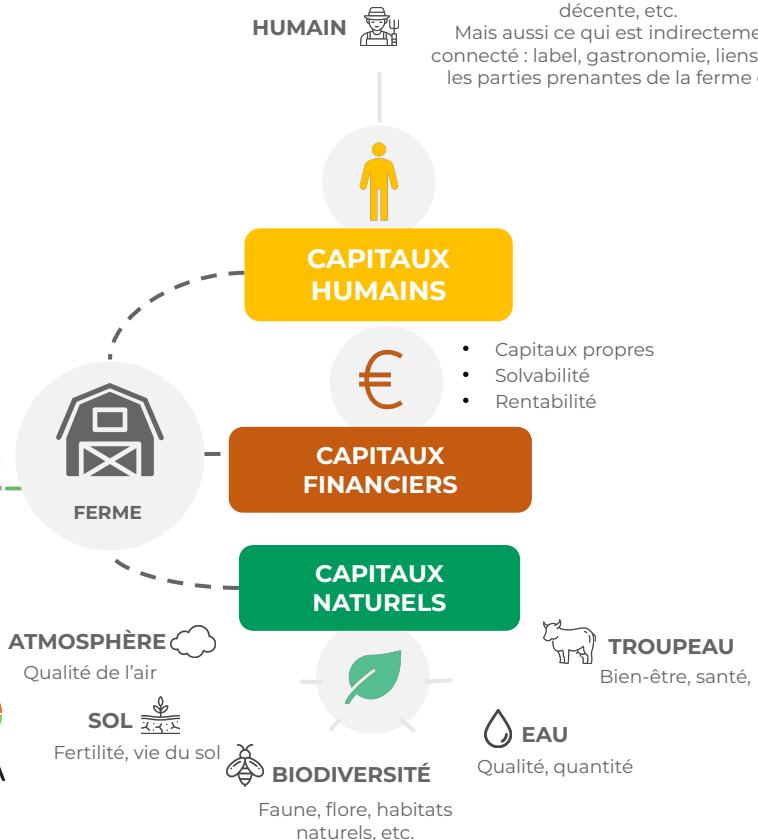 HUMAIN
décente, etc.
Mais aussi ce qui est
connecté : label, gastronomie, liens
les parties prenantes de la ferme
CAPITAUX
HUMAINS
€
• Capitaux propres
• Solvabilité
• Rentabilité
CAPITAUX
FINANCIERS
FERME
CAPITAUX
NATURELS
ATMOSPHÈRE
Qualité de l'air
TROUPEAU
Bien-être, santé,
SOL
Fertilité, vie du sol
EAU
Qualité, quantité
BIODIVERSITÉ
Faune, flore, habitats
naturels, etc.